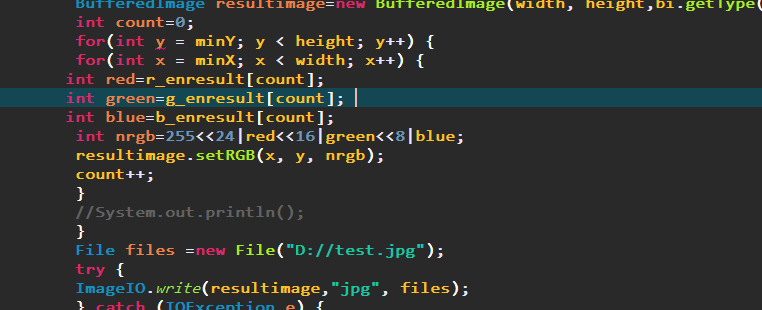 BufferedImage resultimage=new BufferedImage(width, height,bi.getType(
int count=0;
for(int y = minY; y < height; y++) {
for(int x = minX; x < width; x++) {
int red=r_enresult[count];
int green=g_enresult[count];
int blue=b_enresult[count];
int nrgb=255<<24|red<<16|green<<8|blue;
resultimage.setRGB(x, y, nrgb);
count++;
}
//System.out.println();
}
File files =new File("D://test.jpg");
try {
ImageIO.write(resultimage,"jpg", files);
} catch (IOException e) {